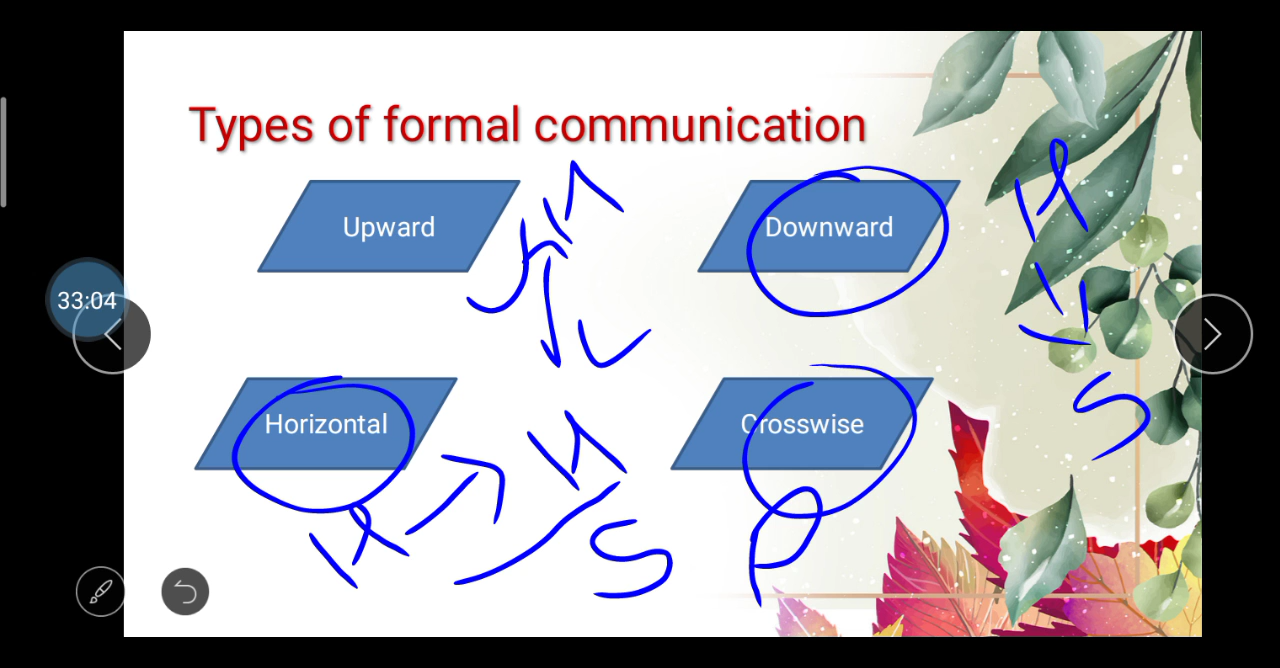 Types of formal communication
Upward
Downward
33:04
Horizontal
Crosswise
S
S
P